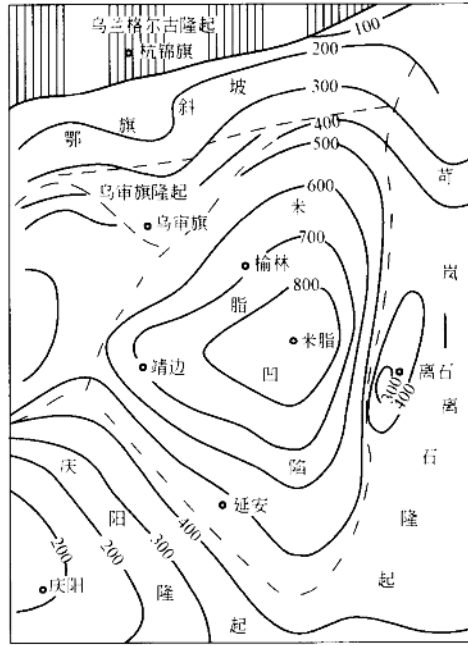 乌兰格尔古隆起
杭锦旗
100
200
鄂旗斜坡
300
400
500
苛岚—离石隆起
乌审旗隆起
600
米脂凹陷
乌审旗
700
榆林
800
米脂
靖边
离石
300
400
庆阳隆起
延安
400
300
200
200
庆阳